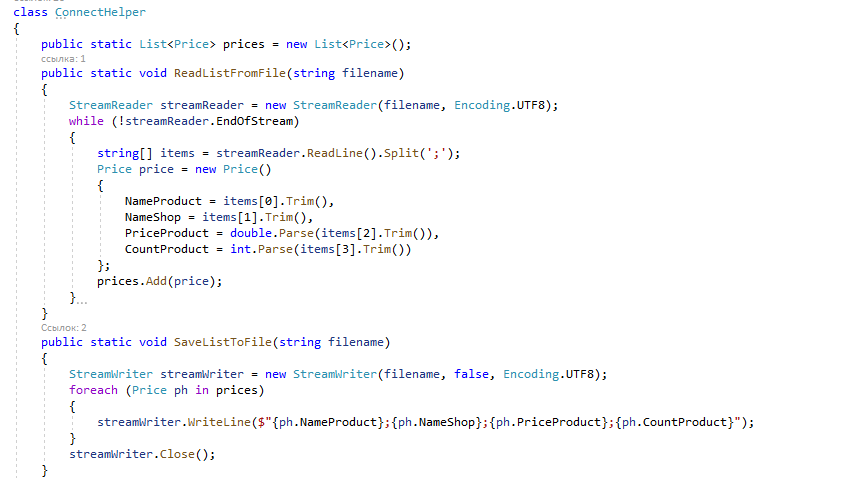 class ConnectHelper
{
    public static List<Price> prices = new List<Price>();
    ссылка: 1
    public static void ReadListFromFile(string filename)
    {
        StreamReader streamReader = new StreamReader(filename, Encoding.UTF8);
        while (!streamReader.EndOfStream)
        {
            string[] items = streamReader.ReadLine().Split(';');
            Price price = new Price()
            {
                NameProduct = items[0].Trim(),
                NameShop = items[1].Trim(),
                PriceProduct = double.Parse(items[2].Trim()),
                CountProduct = int.Parse(items[3].Trim())
            };
            prices.Add(price);
        }
    }
    Ссылок: 2
    public static void SaveListToFile(string filename)
    {
        StreamWriter streamWriter = new StreamWriter(filename, false, Encoding.UTF8);
        foreach (Price ph in prices)
        {
            streamWriter.WriteLine($"{ph.NameProduct};{ph.NameShop};{ph.PriceProduct};{ph.CountProduct}");
        }
        streamWriter.Close();
    }